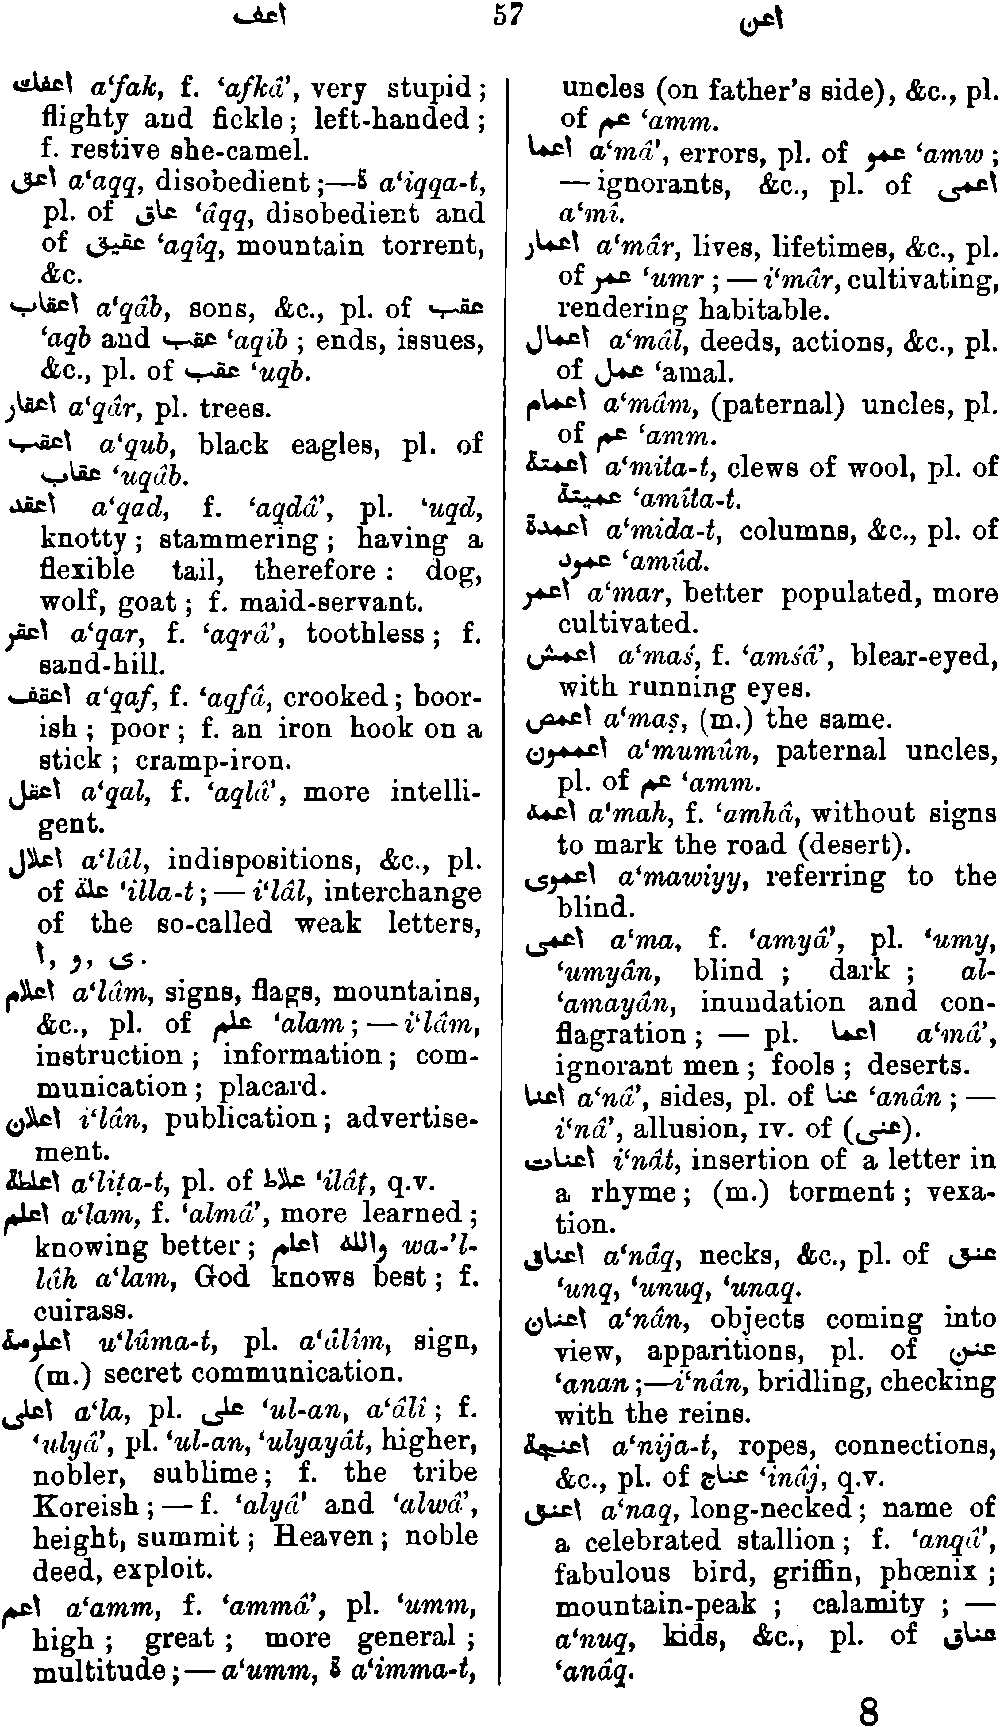 اعف 57 اعن
اعفك a‘fak, f. ‘afkâ’, very stupid;
flighty and fickle; left-handed;
f. restive she-camel.
اعق a‘aqq, disobedient;—ة a‘iqqa-t,
pl. of عاق ‘âqq, disobedient and
of عقيق ‘aqîq, mountain torrent,
&c.
اعقاب a‘qâb, sons, &c., pl. of عقب
‘aqb and عقب ‘aqib; ends, issues,
&c., pl. of عقب ‘uqb.
اعقار a‘qâr, pl. trees.
اعقب a‘qub, black eagles, pl. of
عقاب ‘uqâb.
اعقد a‘qad, f. ‘aqdâ’, pl. ‘uqd,
knotty; stammering; having a
flexible tail, therefore: dog,
wolf, goat; f. maid-servant.
اعقر a‘qar, f. ‘aqrâ’, toothless; f.
sand-hill.
اعقف a‘qaf, f. ‘aqfâ, crooked; boor-
ish; poor; f. an iron hook on a
stick; cramp-iron.
اعقل a‘qal, f. ‘aqlâ’, more intelli-
gent.
اعلال a‘lâl, indispositions, &c., pl.
of علة ‘illa-t;—i‘lâl, interchange
of the so-called weak letters,
ا, و, ى.
اعلام a‘lâm, signs, flags, mountains,
&c., pl. of علم ‘alam;—i‘lâm,
instruction; information; com-
munication; placard.
اعلان i‘lân, publication; advertise-
ment.
اعلطة a‘liṭa-t, pl. of علاط ‘ilâṭ, q.v.
اعلم a‘lam, f. ‘almâ’, more learned;
knowing better; والله اعلم wa-’l-
lâh a‘lam, God knows best; f.
cuirass.
اعلومة u‘lûma-t, pl. a‘âlîm, sign,
(m.) secret communication.
اعلى a‘la, pl. على ‘ul-an, a‘âlî; f.
‘ulyâ’, pl. ‘ul-an, ‘ulyayât, higher,
nobler, sublime; f. the tribe
Koreish;—f. ‘alyâ’ and ‘alwâ’,
height, summit; Heaven; noble
deed, exploit.
اعم a‘amm, f. ‘ammâ’, pl. ‘umm,
high; great; more general;
multitude;—a‘umm, ة a‘imma-t,
uncles (on father's side), &c., pl.
of عم ‘amm.
اعما a‘mâ’, errors, pl. of عمو ‘amw;
—ignorants, &c., pl. of اعمى
a‘mî.
اعمار a‘mâr, lives, lifetimes, &c., pl.
of عمر ‘umr;—i‘mâr, cultivating,
rendering habitable.
اعمال a‘mâl, deeds, actions, &c., pl.
of عمل ‘amal.
اعمام a‘mâm, (paternal) uncles, pl.
of عم ‘amm.
اعمتة a‘mita-t, clews of wool, pl. of
عميتة ‘amîta-t.
اعمدة a‘mida-t, columns, &c., pl. of
عمود ‘amûd.
اعمر a‘mar, better populated, more
cultivated.
اعمش a‘maś, f. ‘amśâ’, blear-eyed,
with running eyes.
اعمص a‘maṣ, (m.) the same.
اعممون a‘mumûn, paternal uncles,
pl. of عم ‘amm.
اعمه a‘mah, f. ‘amhâ, without signs
to mark the road (desert).
اعموى a‘mawiyy, referring to the
blind.
اعمى a‘ma, f. ‘amyâ’, pl. ‘umy,
‘umyân, blind; dark; al-
‘amayân, inundation and con-
flagration;—pl. اعما a‘mâ’,
ignorant men; fools; deserts.
اعنا a‘nâ’, sides, pl. of عنا ‘anân;—
i‘nâ’, allusion, IV. of (عنى).
اعنات i‘nât, insertion of a letter in
a rhyme; (m.) torment; vexa-
tion.
اعناق a‘nâq, necks, &c., pl. of عنق
‘unq, ‘unuq, ‘unaq.
اعنان a‘nân, objects coming into
view, apparitions, pl. of عنن
‘anan;—i‘nân, bridling, checking
with the reins.
اعنجة a‘nija-t, ropes, connections,
&c., pl. of عناج ‘inâj, q.v.
اعنق a‘naq, long-necked; name of
a celebrated stallion; f. ‘anqâ’,
fabulous bird, griffin, phœnix;
mountain-peak; calamity;—
a‘nuq, kids, &c., pl. of عناق
‘anâq.
8